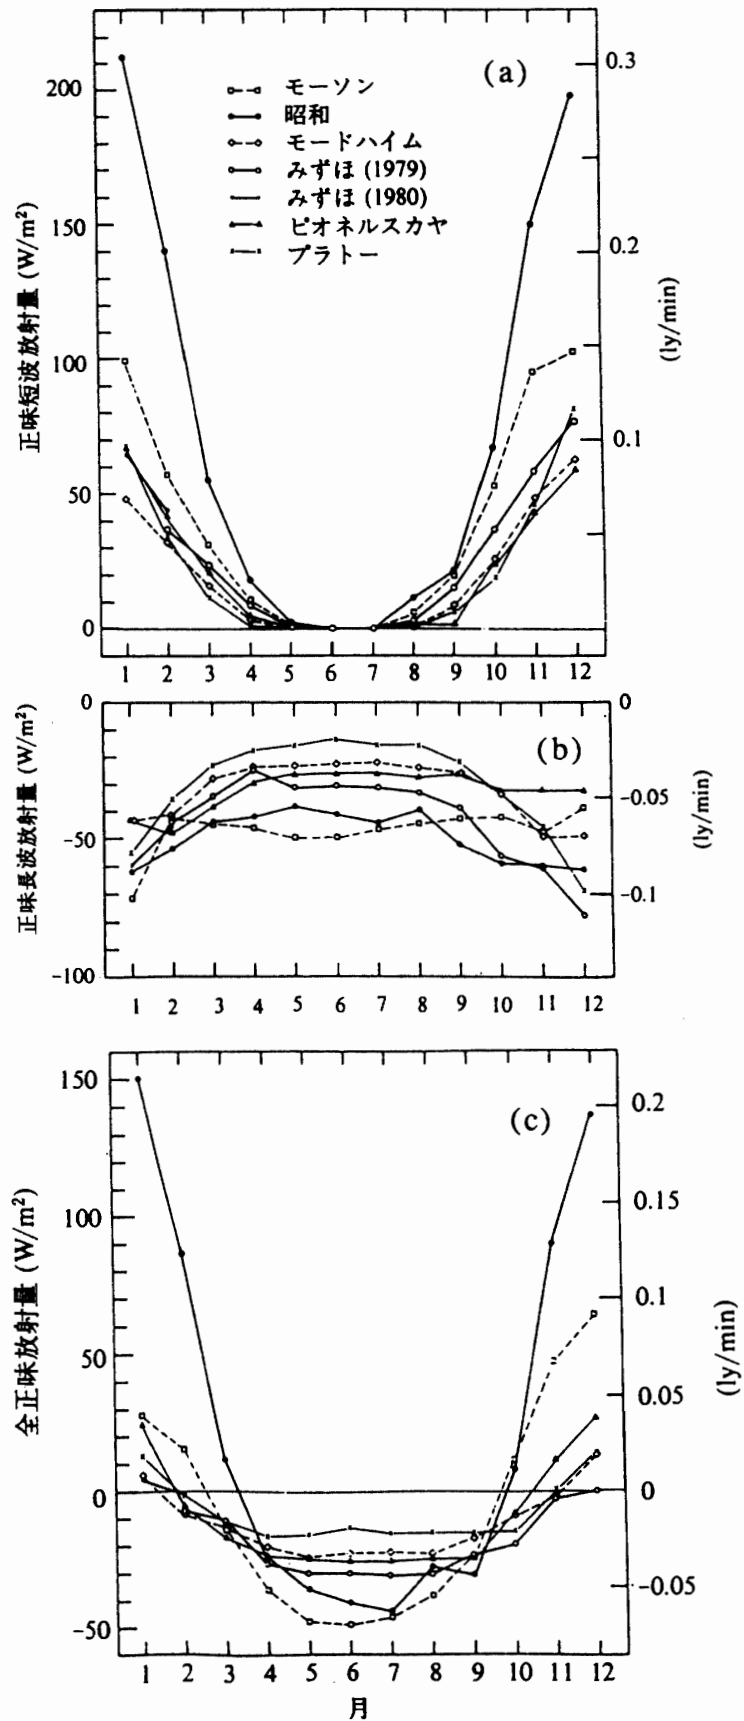 (a)
200
150
100
50
0
正味短波放射量 (W/m²)
モーソン
昭和
モードハイム
みずほ (1979)
みずほ (1980)
ピオネルスカヤ
プラトー
0.3
0.2
0.1
(ly/min)
1 2 3 4 5 6 7 8 9 10 11 12
(b)
0
-50
-100
正味長波放射量 (W/m²)
0
-0.05
-0.1
(ly/min)
1 2 3 4 5 6 7 8 9 10 11 12
(c)
150
100
50
0
-50
全正味放射量 (W/m²)
0.2
0.15
0.1
0.05
0
-0.05
(ly/min)
1 2 3 4 5 6 7 8 9 10 11 12
月